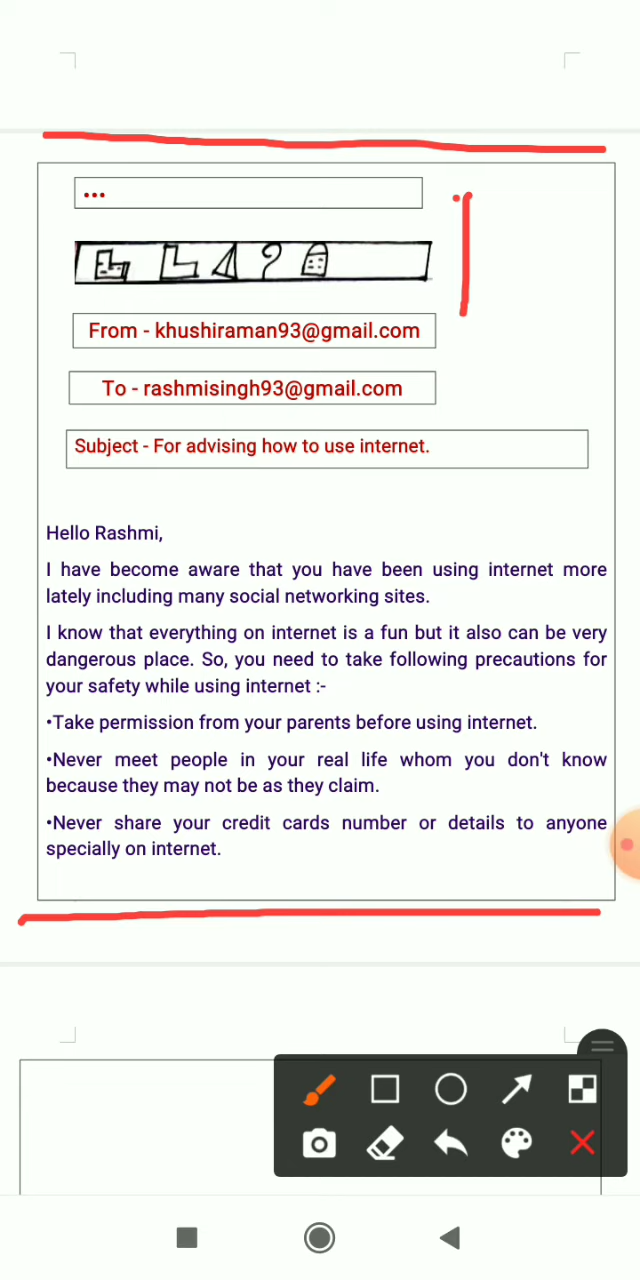 ...
From - khushiraman93@gmail.com
To - rashmisingh93@gmail.com
Subject - For advising how to use internet.
Hello Rashmi,
I have become aware that you have been using internet more
lately including many social networking sites.
I know that everything on internet is a fun but it also can be very
dangerous place. So, you need to take following precautions for
your safety while using internet :-
•Take permission from your parents before using internet.
•Never meet people in your real life whom you don't know
because they may not be as they claim.
•Never share your credit cards number or details to anyone
specially on internet.